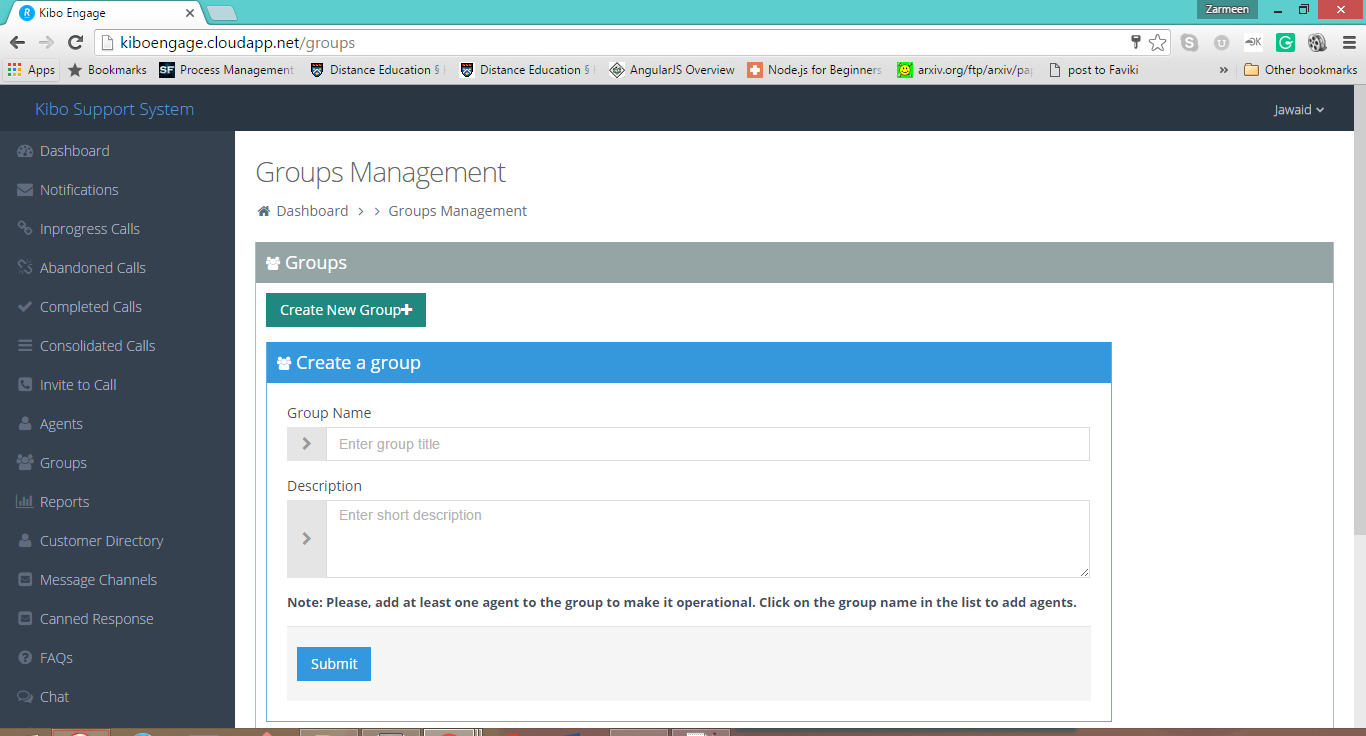 Kibo Engage
Zarmeen
kiboengage.cloudapp.net/groups
Apps Bookmarks SF Process Management Distance Education § Distance Education § AngularJS Overview Node.js for Beginners arxiv.org/ftp/arxiv/pap post to Faviki » Other bookmarks
Kibo Support System
Jawaid
Dashboard
Notifications
Inprogress Calls
Abandoned Calls
Completed Calls
Consolidated Calls
Invite to Call
Agents
Groups
Reports
Customer Directory
Message Channels
Canned Response
FAQs
Chat
Groups Management
Dashboard > > Groups Management
Groups
Create New Group+
Create a group
Group Name
Enter group title
Description
Enter short description
Note: Please, add at least one agent to the group to make it operational. Click on the group name in the list to add agents.
Submit